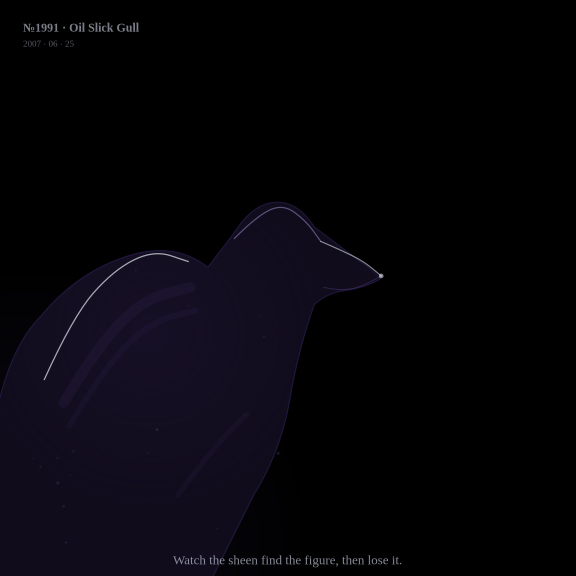 №1991 · Oil Slick Gull
2007 · 06 · 25
Watch the sheen find the figure, then lose it.